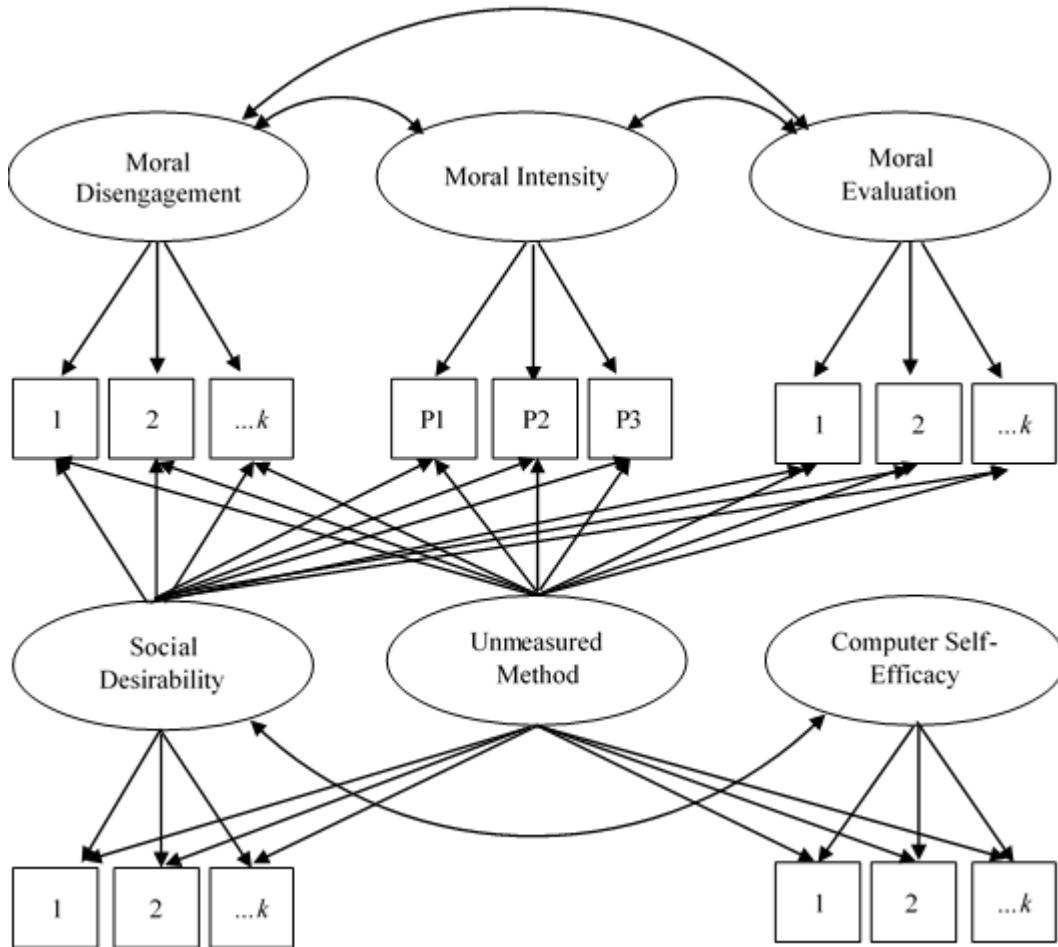 Moral
Disengagement
Moral Intensity
Moral
Evaluation
1
2
...k
P1
P2
P3
1
2
...k
Social
Desirability
Unmeasured
Method
Computer Self-
Efficacy
1
2
...k
1
2
...k